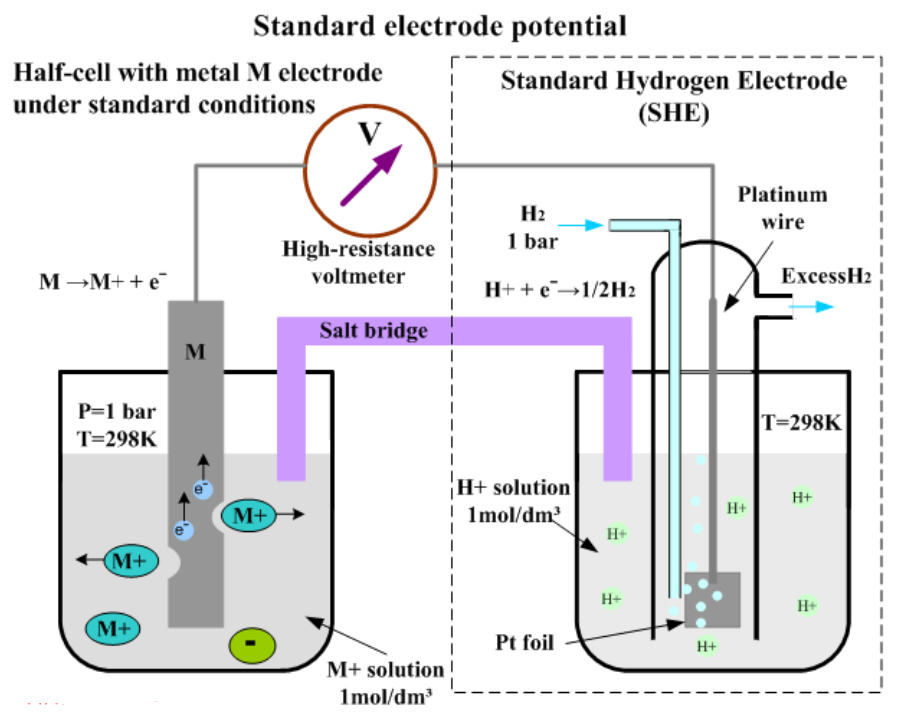 Standard electrode potential
Half-cell with metal M electrode
under standard conditions
Standard Hydrogen Electrode
(SHE)
V
High-resistance
voltmeter
H₂
1 bar
Platinum
wire
ExcessH2
M →M+ + e⁻
H+ + e⁻→1/2H₂
Salt bridge
M
P=1 bar
T=298K
T=298K
e⁻
e⁻
M+
M+
M+
-
H+ solution
1mol/dm³
H+
H+
H+
H+
H+
H+
Pt foil
M+ solution
1mol/dm³